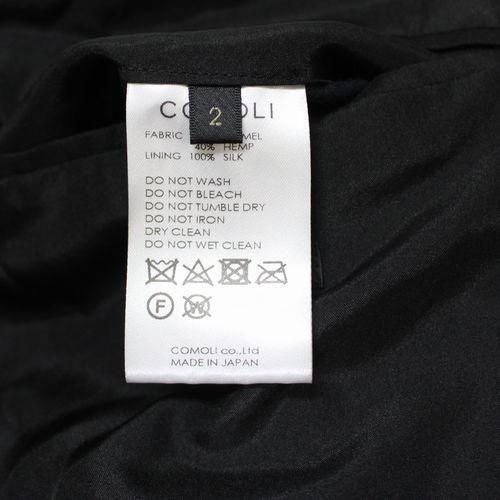 COMOLI
2
FABRIC
40% HEMP
LINING 100% SILK
DO NOT WASH
DO NOT BLEACH
DO NOT TUMBLE DRY
DO NOT IRON
DRY CLEAN
DO NOT WET CLEAN
F W
COMOLI co.,Ltd
MADE IN JAPAN